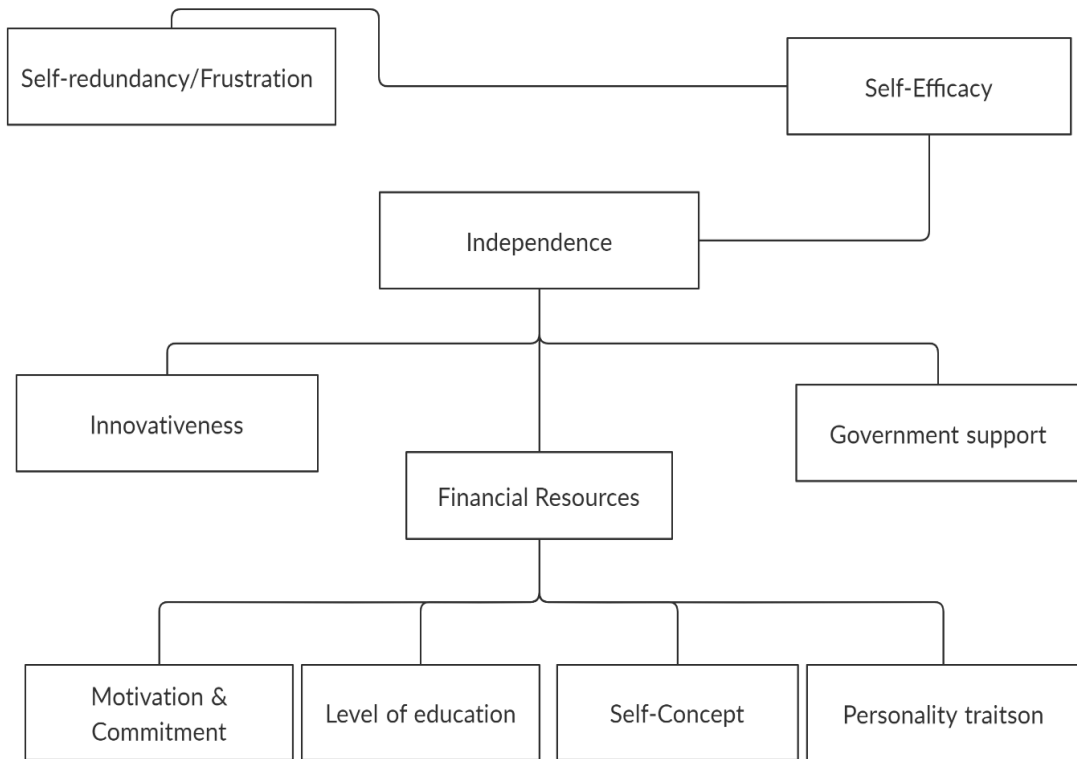 Self-redundancy/Frustration
Self-Efficacy
Independence
Innovativeness
Government support
Financial Resources
Motivation &
Commitment
Level of education
Self-Concept
Personality traitson